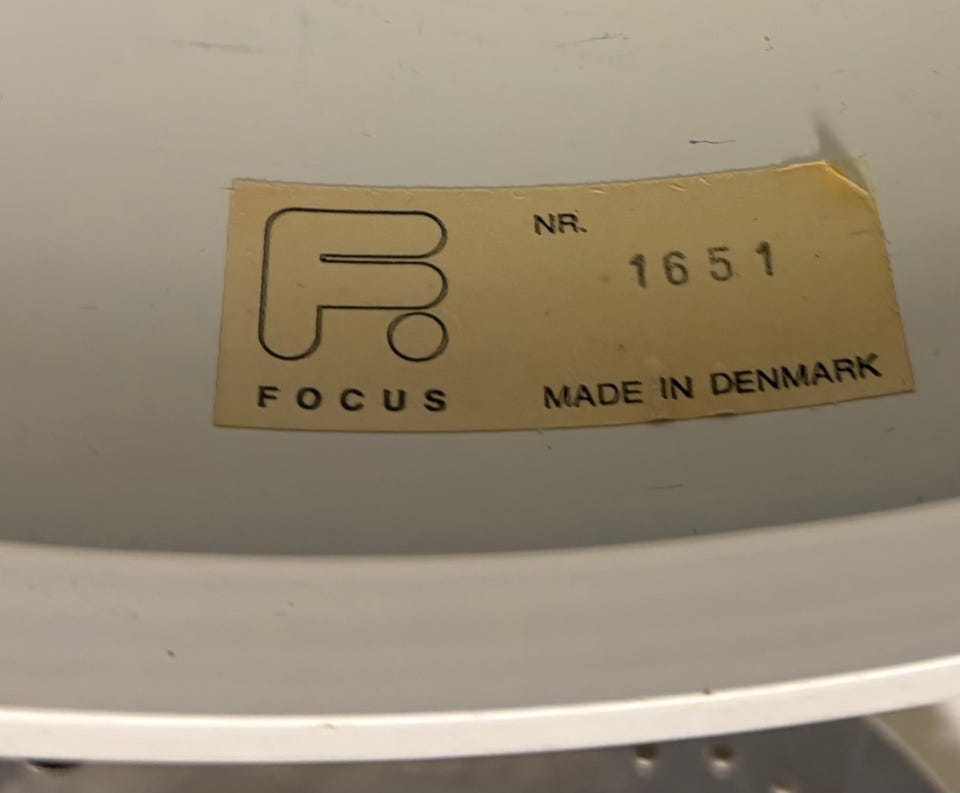 F.
FOCUS
NR.
1651
MADE IN DENMARK